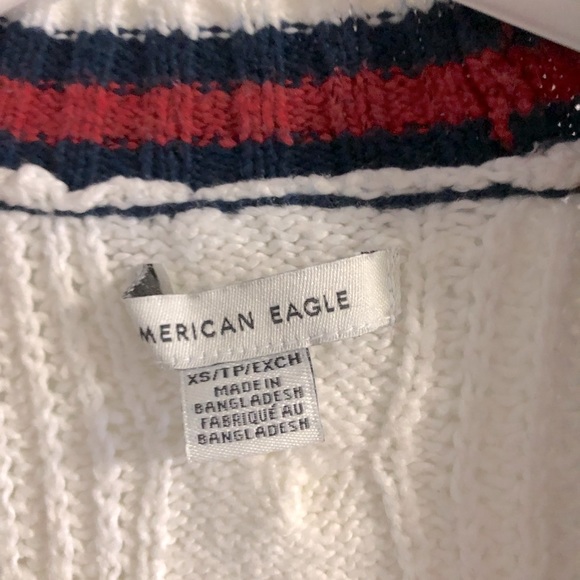 MERICAN EAGLE
XS/TP/EXCH
MADE IN
BANGLADESH
FABRIQUÉ AU
BANGLADESH